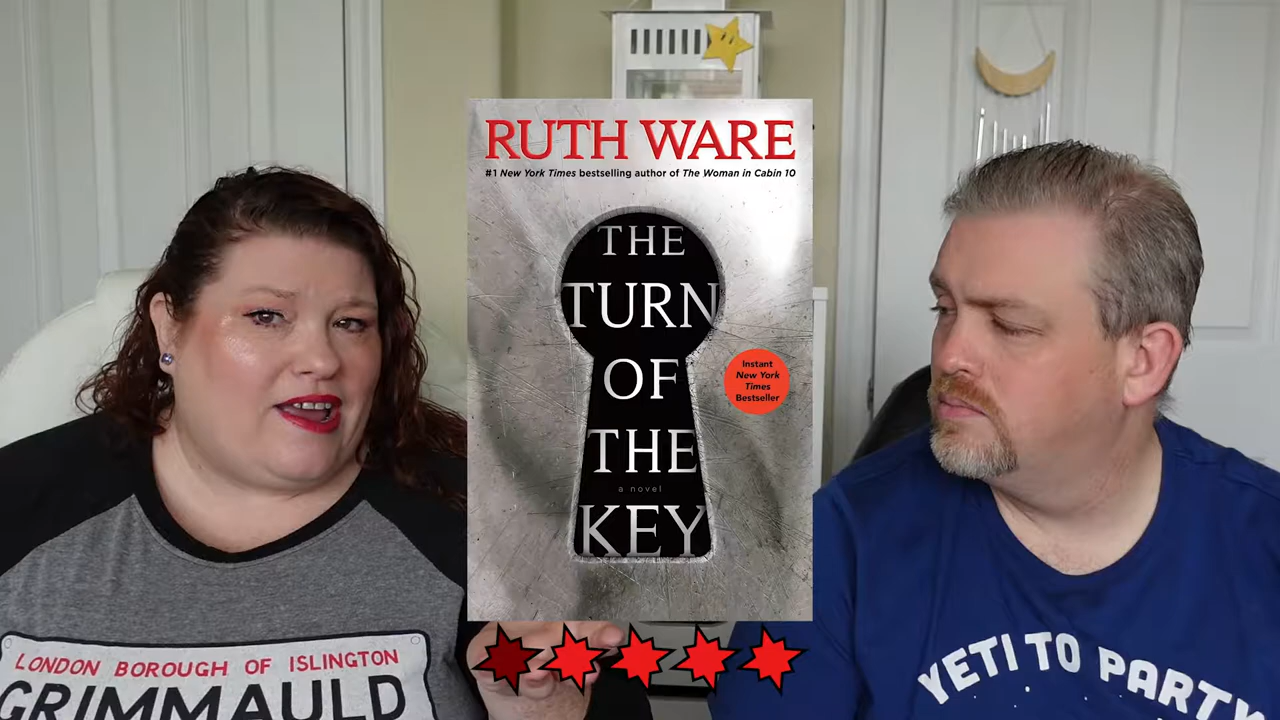 RUTH WARE
#1 New York Times bestselling author of The Woman in Cabin 10
THE
TURN
OF
THE
a novel
KEY
Instant
New York
Times
Bestseller
LONDON BOROUGH OF ISLINGTON
GRIMMAULD
YETI TO PARTY